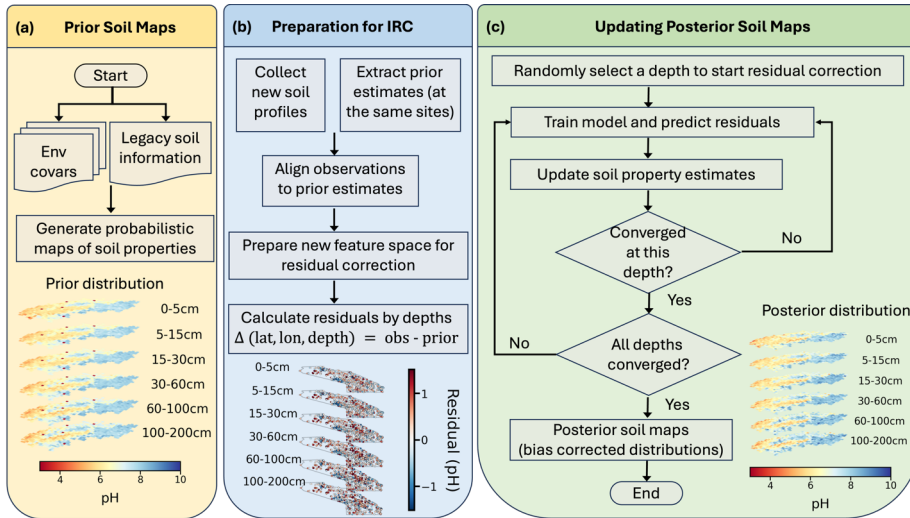 (a) Prior Soil Maps
Start
Env
covars
Legacy soil
information
Generate probabilistic
maps of soil properties
Prior distribution
0-5cm
5-15cm
15-30cm
30-60cm
60-100cm
100-200cm
4 6 8 10
pH
(b) Preparation for IRC
Collect
new soil
profiles
Extract prior
estimates (at
the same sites)
Align observations
to prior estimates
Prepare new feature space for
residual correction
Calculate residuals by depths
Δ (lat, lon, depth) = obs - prior
0-5cm
5-15cm
15-30cm
30-60cm
60-100cm
100-200cm
1
0
−1
Residual (pH)
(c) Updating Posterior Soil Maps
Randomly select a depth to start residual correction
Train model and predict residuals
Update soil property estimates
Converged
at this
depth?
No
Yes
All depths
converged?
No
Yes
Posterior soil maps
(bias corrected distributions)
End
Posterior distribution
0-5cm
5-15cm
15-30cm
30-60cm
60-100cm
100-200cm
4 6 8 10
pH